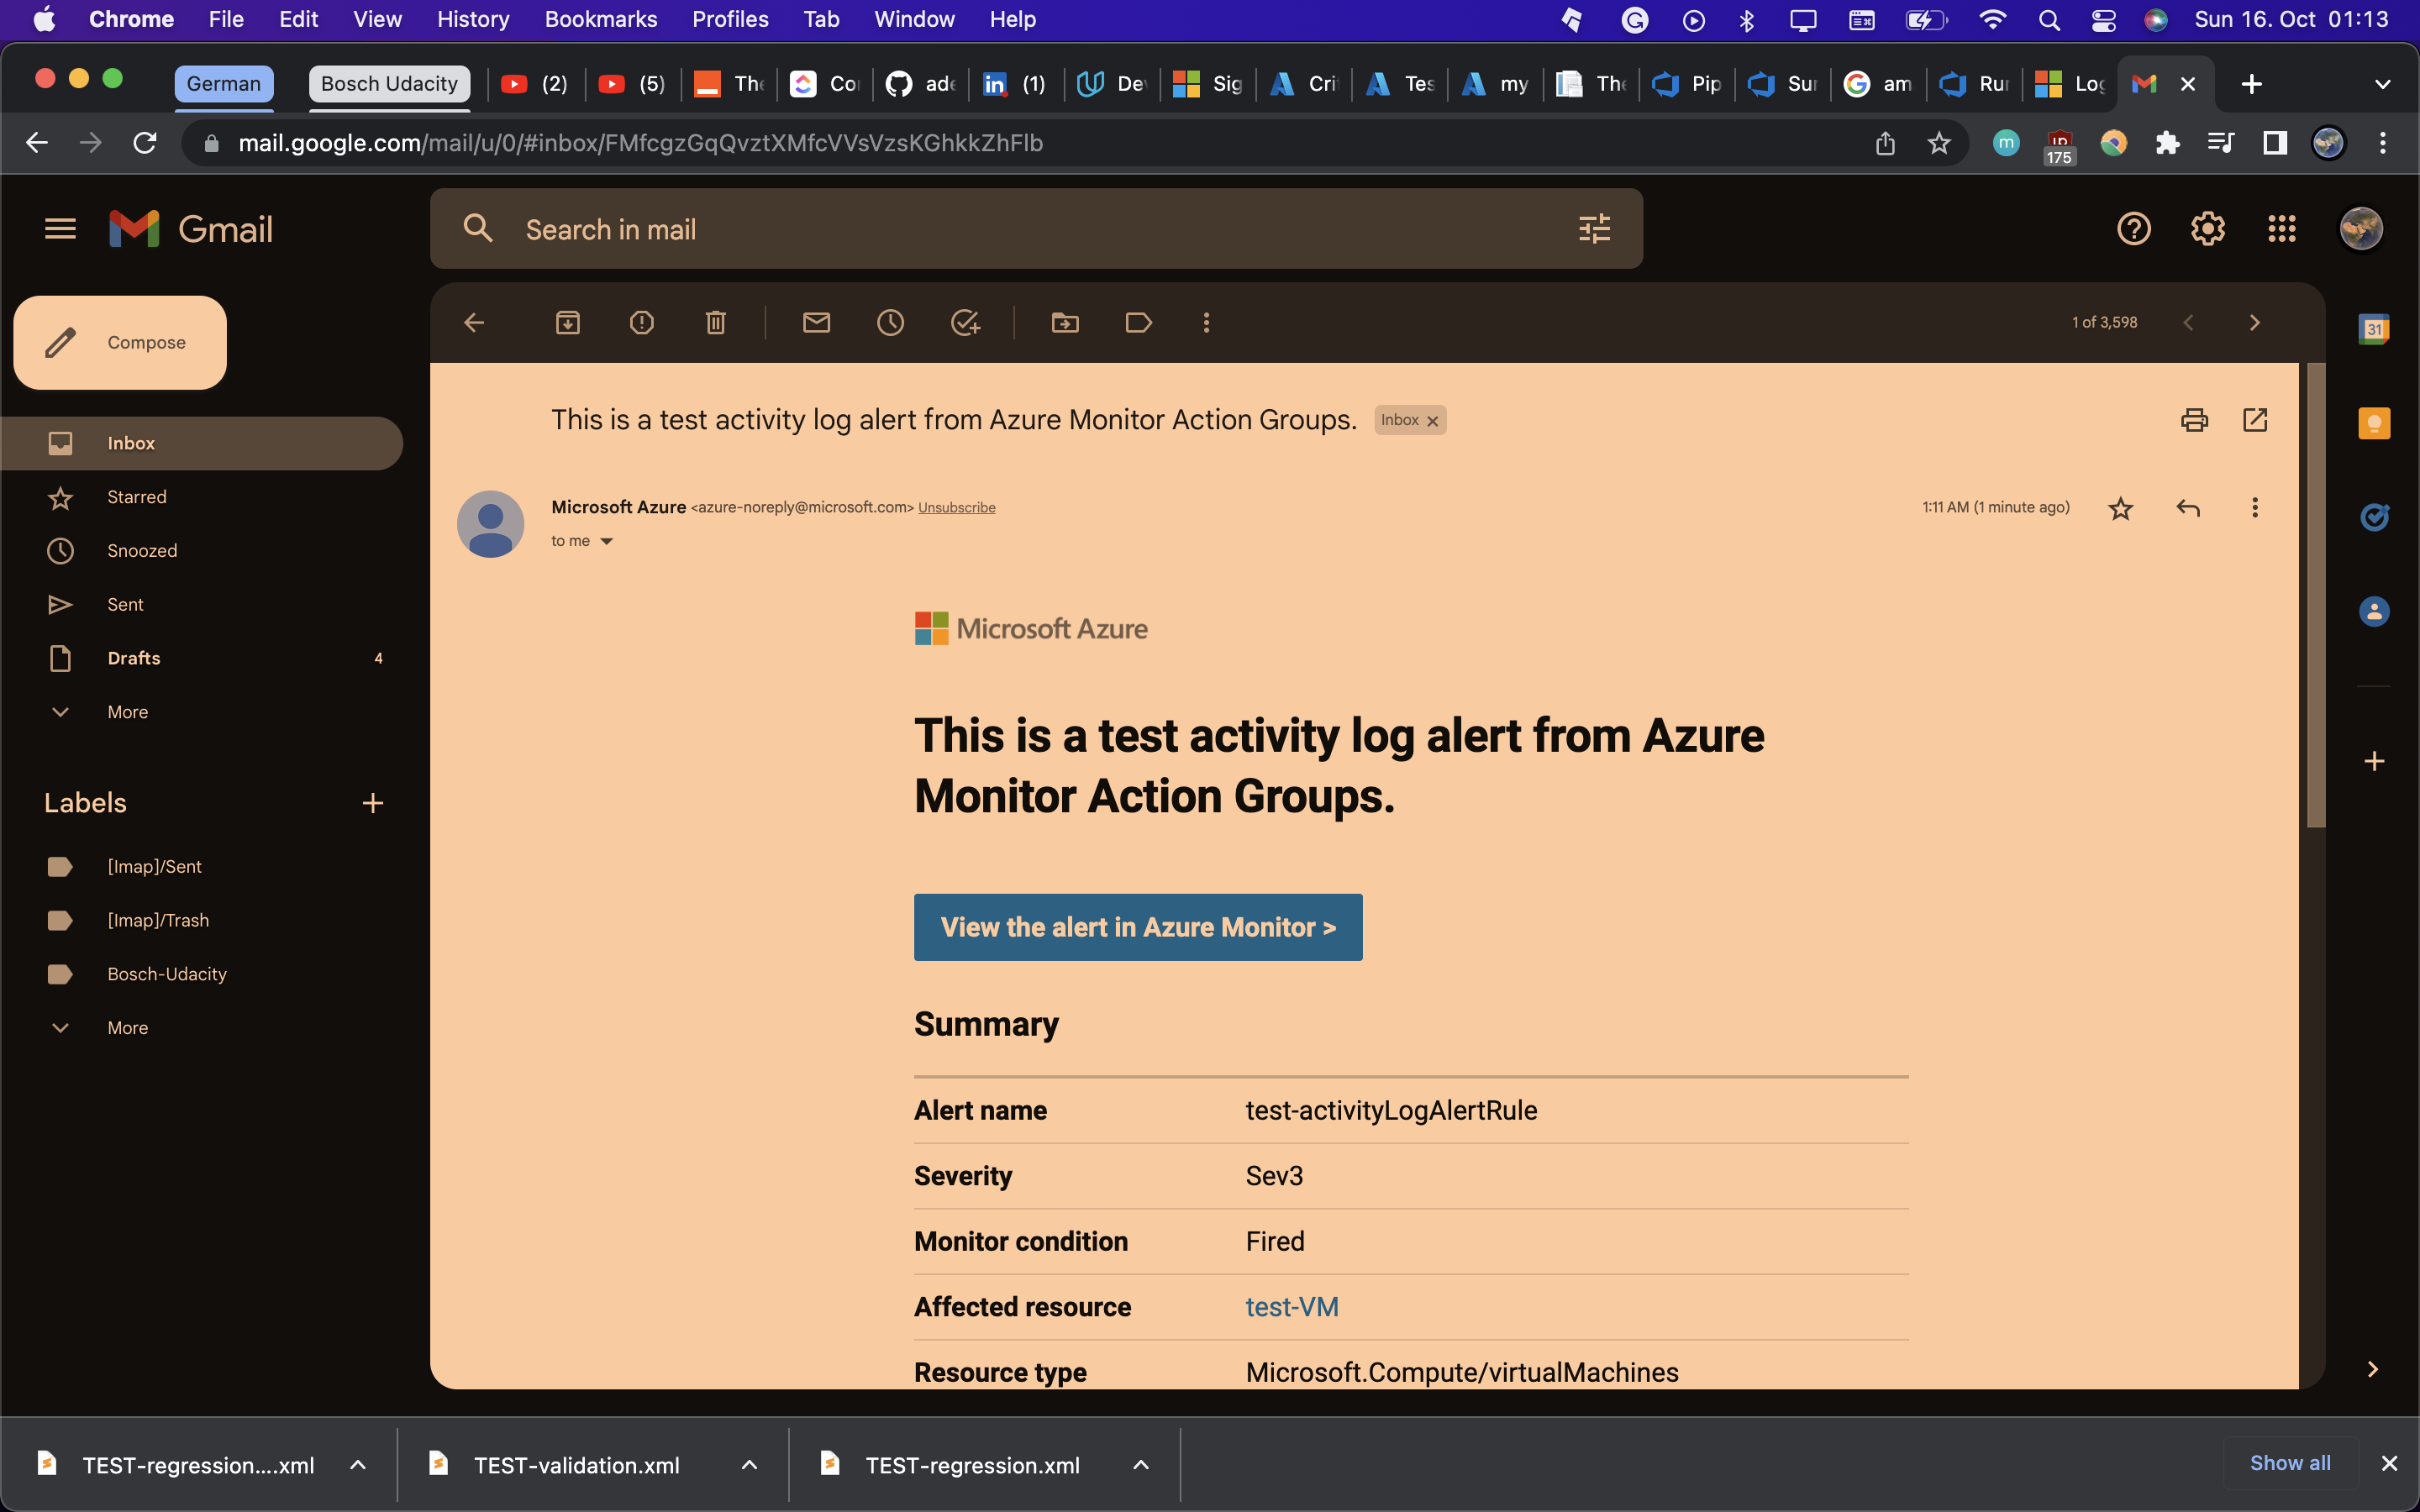 Chrome File Edit View History Bookmarks Profiles Tab Window Help Sun 16. Oct 01:13
German Bosch Udacity (2) (5) The Co ade (1) De Sig Cri Tes my The Pip Sur am Rur Log
mail.google.com/mail/u/0/#inbox/FMfcgzGqQvztXMfcVVsVzsKGhkkZhFlb 175
Gmail Search in mail
Compose 1 of 3,598
31
This is a test activity log alert from Azure Monitor Action Groups. Inbox
Inbox
Starred
Snoozed
Sent
Drafts 4
More
Labels
[Imap]/Sent
[Imap]/Trash
Bosch-Udacity
More
Microsoft Azure <azure-noreply@microsoft.com> Unsubscribe 1:11 AM (1 minute ago)
to me
Microsoft Azure
This is a test activity log alert from Azure
Monitor Action Groups.
View the alert in Azure Monitor >
Summary
Alert name test-activityLogAlertRule
Severity Sev3
Monitor condition Fired
Affected resource test-VM
Resource type Microsoft.Compute/virtualMachines
TEST-regression....xml TEST-validation.xml TEST-regression.xml Show all